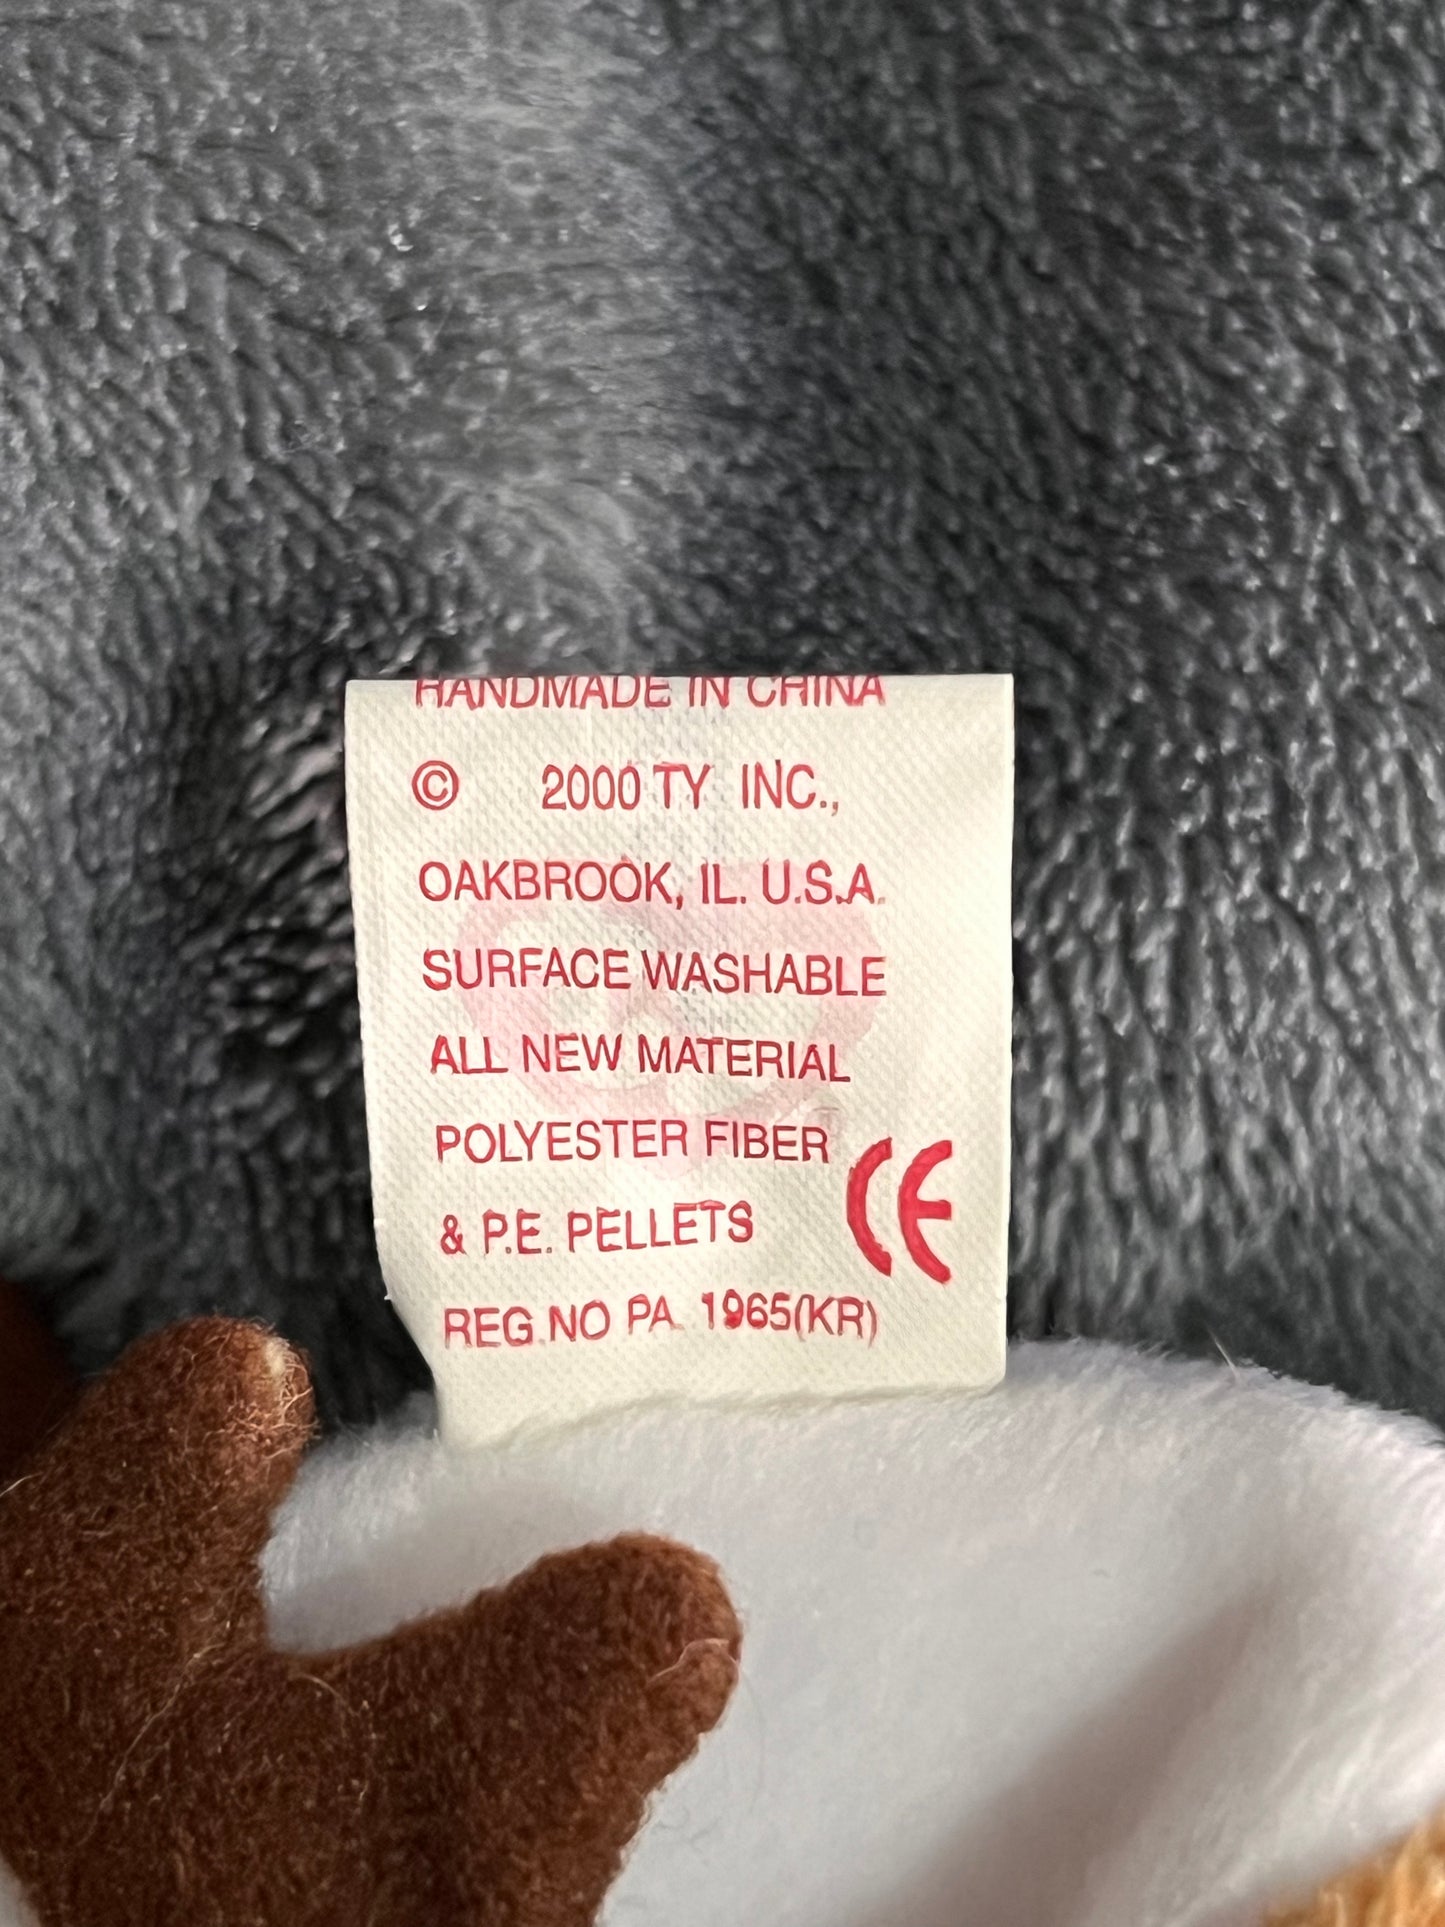 HANDMADE IN CHINA
© 2000 TY INC.,
OAKBROOK, IL. U.S.A.
SURFACE WASHABLE
ALL NEW MATERIAL
POLYESTER FIBER
& P.E. PELLETS
CE
REG.NO PA. 1965(KR)